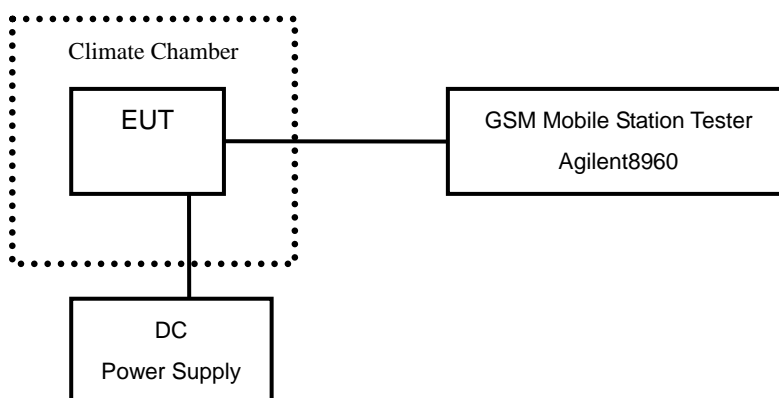 Climate Chamber
EUT
GSM Mobile Station Tester
Agilent8960
DC
Power Supply